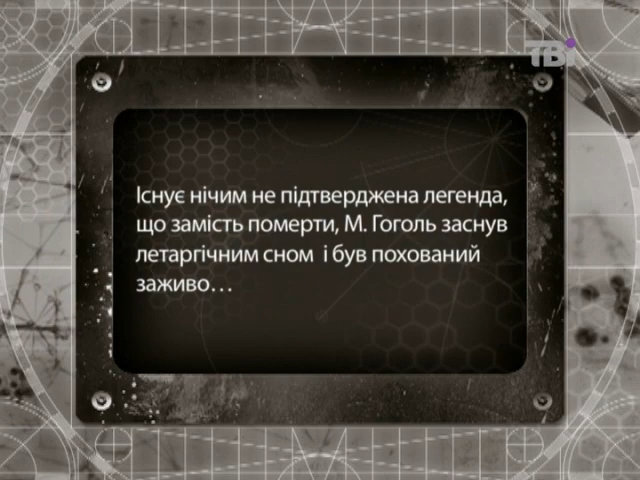 ТВі
Існує нічим не підтверджена легенда,
що замість померти, М. Гоголь заснув
летаргічним сном і був похований
заживо…